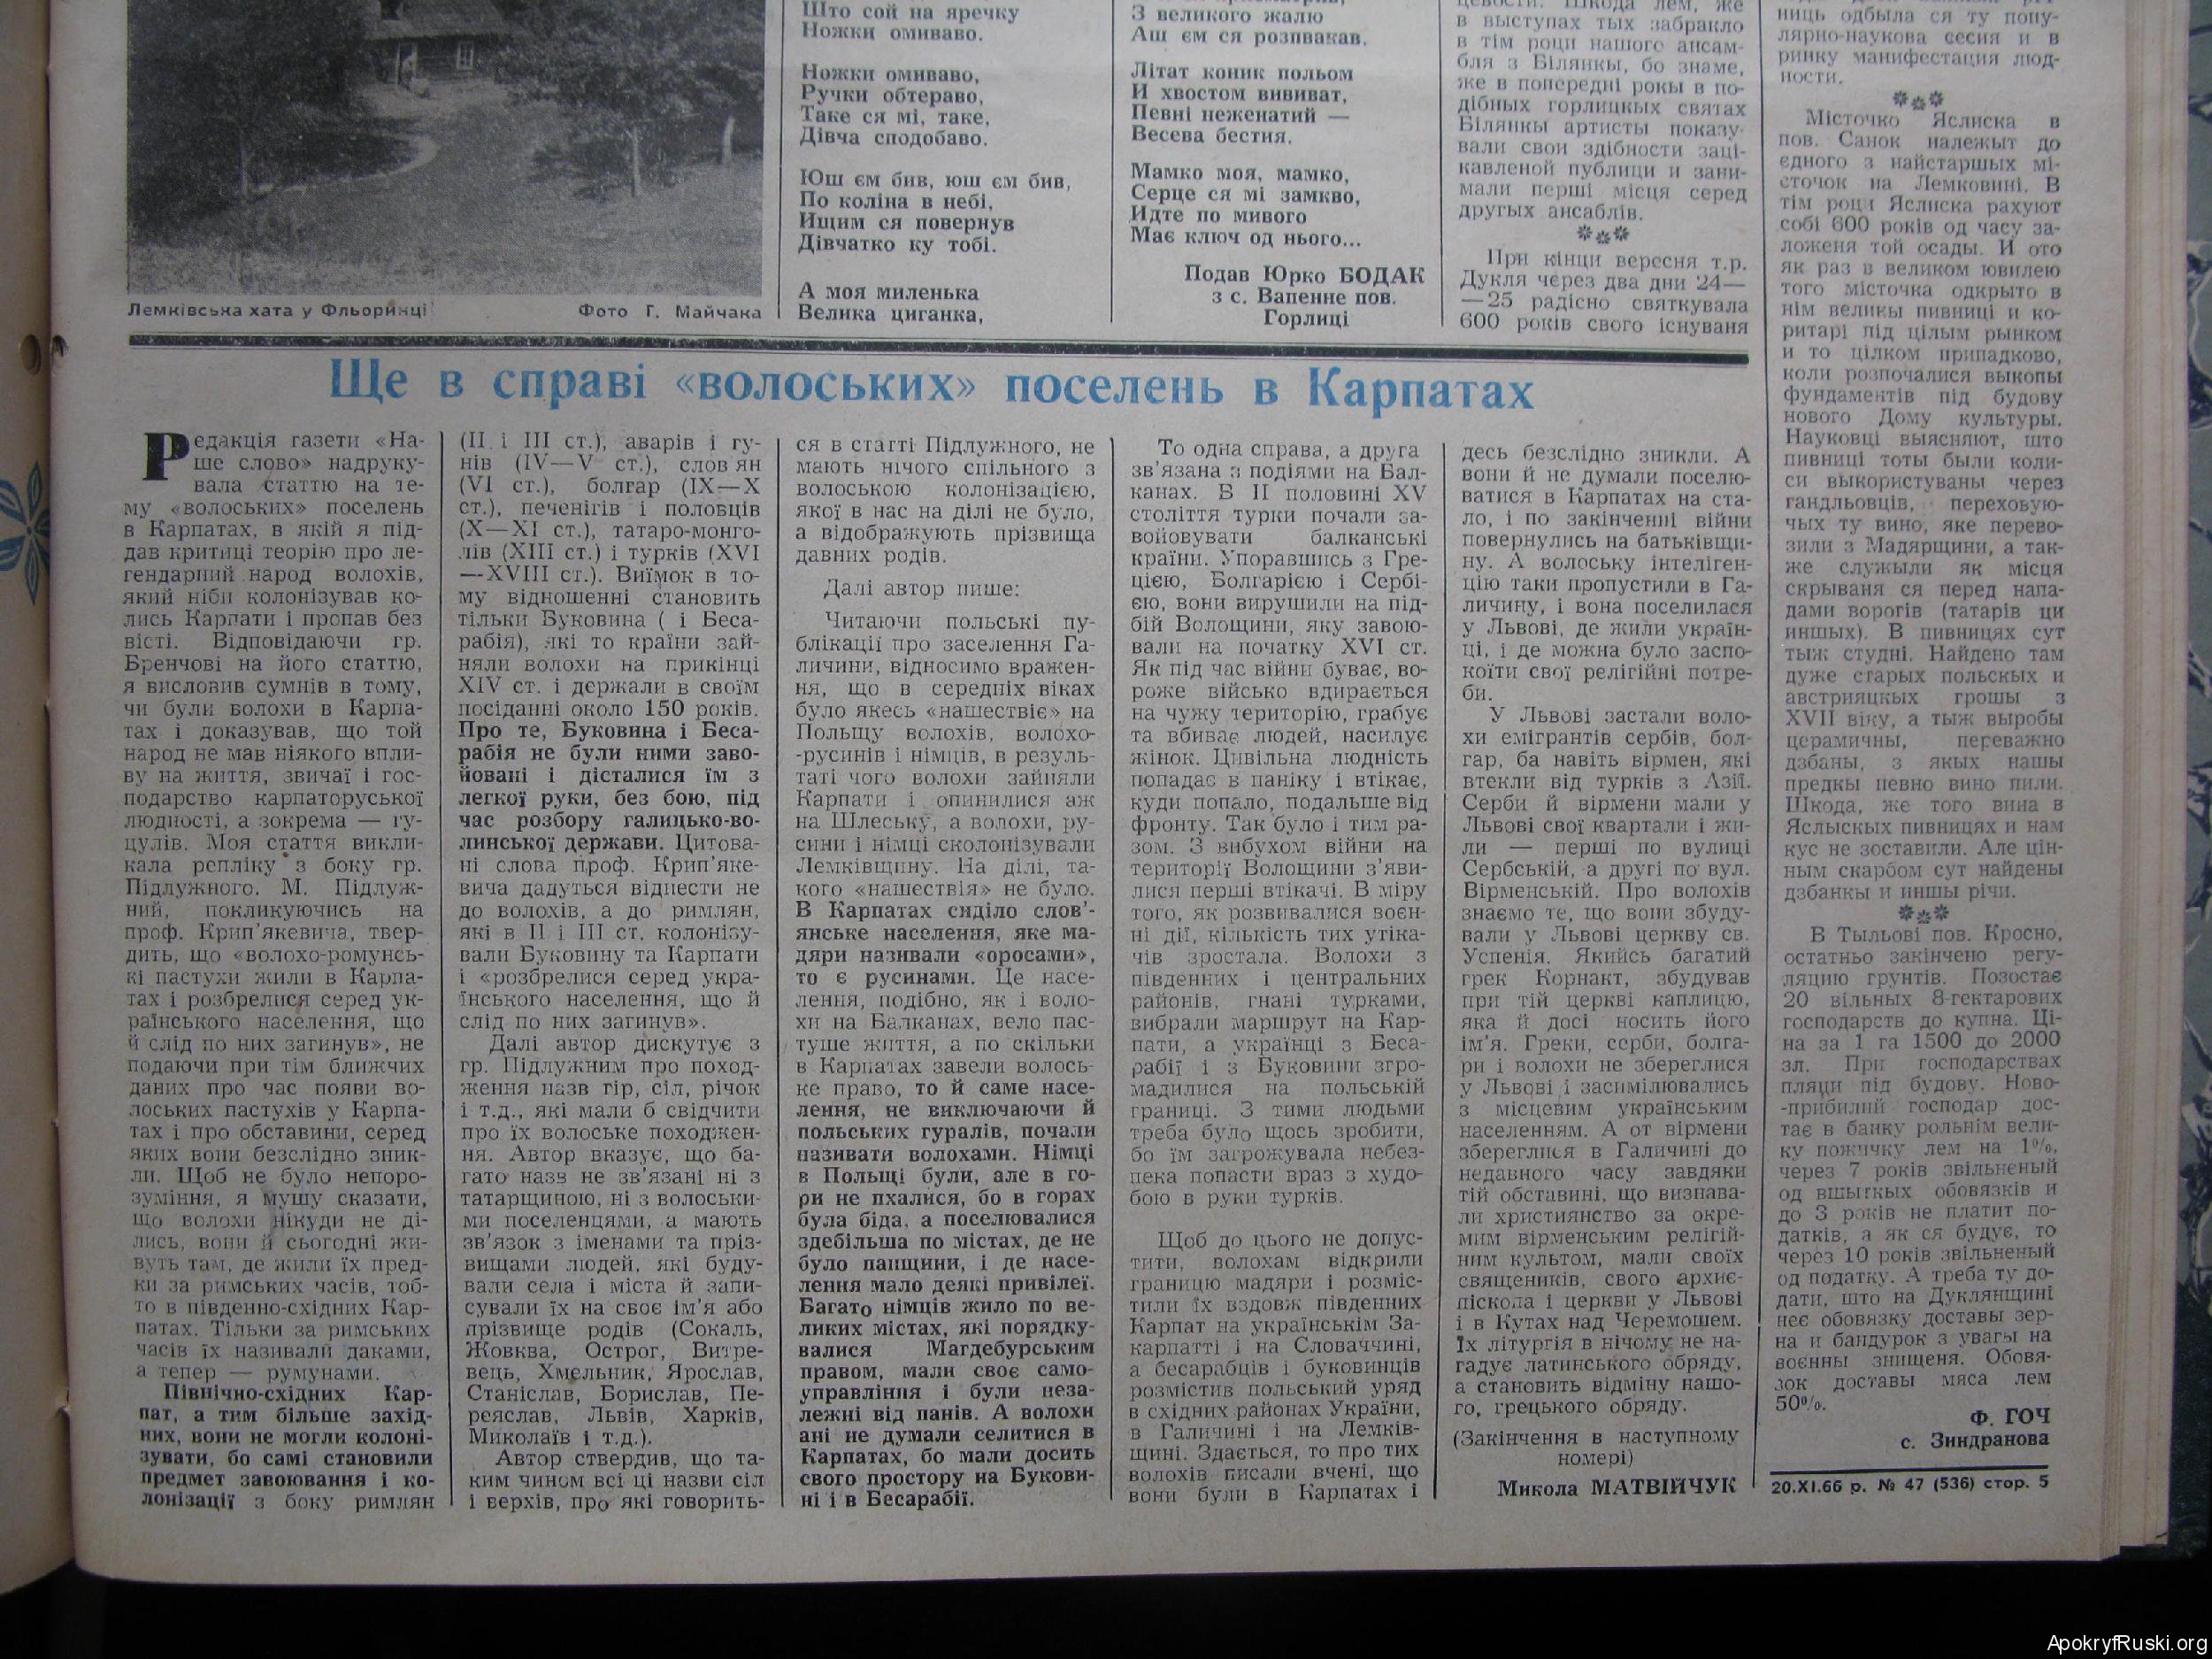 Лемківська хата у Фльоринці
Фото Г. Майчака
Што сой на яречку
Ножки омиваво.
Ножки омиваво,
Ручки обтераво,
Таке ся мі, таке,
Дівча сподобаво.
Юш єм бив, юш єм бив,
По коліна в небі,
Ищим ся повернув
Дівчатко ку тобі.
А моя миленька
Велика циганка,
З великого жалю
Аш єм ся розпвакав.
Літат коник польом
И хвостом вививат,
Певні неженатий —
Весева бестия.
Мамко моя, мамко,
Серце ся мі замкво,
Идте по мивого
Має ключ од нього...
Подав Юрко БОДАК
з с. Вапенне пов.
Горлиці
в выступах тых забракло
в тім роци нашого ансам-
бля з Білянкы, бо знаме,
же в попередні рокы в по-
дібных горлицкых святах
Білянкы артисты показу-
вали свои здібности заці-
кавленой публици и зани-
мали перші місця серед
другых ансаблів.
***
При кінци вересня т.р.
Дукля через два дни 24—
—25 радісно святкувала
600 років свого існуваня
ниць одбыла ся ту попу-
лярно-наукова сесия и в
ринку манифестация люд-
ности.
***
Місточко Яслиска в
пов. Санок належыт до
єдного з найстаршых мі-
сточок на Лемковині. В
тім роци Яслиска рахуют
собі 600 років од часу за-
ложеня той осады. И ото
як раз в великом ювилею
того місточка одкрыто в
нім великы пивниці и ко-
ритарі під цілым рынком
и то цілком припадково,
коли розпочалися выкопы
фундаментів під будову
нового Дому культуры.
Науковці выясняют, што
пивниці тоты были коли-
си выкористуваны через
гандльовців, переховую-
чых ту вино, яке перево-
зили з Мадярщини, а так-
же служыли як місця
скрываня ся перед напа-
дами ворогів (татарів ци
иншых). В пивницях сут
тыж студні. Найдено там
дуже старых польскых и
австрияцкых грошы з
XVII віку, а тыж выробы
церамичны, переважно
дзбаны, з яких нашы
предкы певно вино пили.
Шкода, же того вина в
Яслыскых пивницях и нам
кус не зоставили. Але цін-
ным скарбом сут найдены
дзбанкы и иншы річи.
***
В Тыльові пов. Кросно,
остатньо закінчено регу-
ляцию грунтів. Позостає
20 вільных 8-гектарових
господарств до купна. Ці-
на за 1 га 1500 до 2000
зл. При господарствах
пляци під будову. Ново-
-прибилий господар дос-
тає в банку рольнім вели-
ку пожичку лем на 1%,
через 7 років звільненый
од вшыткых обовязків и
до 3 років не платит по-
датків, а як ся будує, то
через 10 років звільненый
од податку. А треба ту до-
дати, што на Дуклянщині
неє обовязку доставы зер-
на и бандурок з увагы на
воєнны знищеня. Обовя-
зок доставы мяса лем
50%.
Ф. ГОЧ
с. Зиндранова
Ще в справі «волоських» поселень в Карпатах
Редакція газети «На-
ше слово» надруку-
вала статтю на те-
му «волоських» поселень
в Карпатах, в якій я під-
дав критиці теорію про ле-
гендарний народ волохів,
який ніби колонізував ко-
лись Карпати і пропав без
вісті. Відповідаючи гр.
Бренчові на його статтю,
я висловив сумнів в тому,
чи були волохи в Карпа-
тах і доказував, що той
народ не мав ніякого впли-
ву на життя, звичаї і гос-
подарство карпаторуської
людності, а зокрема — гу-
цулів. Моя стаття викли-
кала репліку з боку гр.
Підлужного. М. Підлуж-
ний, покликуючись на
проф. Крип'якевича, твер-
дить, що «волохо-румунсь-
кі пастухи жили в Карпа-
тах і розбрелися серед ук-
раїнського населення, що
й слід по них загинув», не
подаючи при тім ближчих
даних про час появи во-
лоських пастухів у Карпа-
тах і про обставини, серед
яких вони безслідно зник-
ли. Щоб не було непоро-
зуміння, я мушу сказати,
що волохи нікуди не ді-
лись, вони й сьогодні жи-
вуть там, де жили їх пред-
ки за римських часів, тоб-
то в південно-східних Кар-
патах. Тільки за римських
часів їх називали даками,
а тепер — румунами.
Північно-східних Кар-
пат, а тим більше захід-
них, вони не могли колоні-
зувати, бо самі становили
предмет завоювання і ко-
лонізації з боку римлян
(II і III ст.), аварів і гу-
нів (IV—V ст.), слов'ян
(VI ст.), болгар (IX—X
ст.), печенігів і половців
(X—XI ст.), татаро-монго-
лів (XIII ст.) і турків (XVI
—XVIII ст.). Виїмок в то-
му відношенні становить
тільки Буковина ( і Беса-
рабія), які то країни зай-
няли волохи на прикінці
XIV ст. і держали в своїм
посіданні около 150 років.
Про те, Буковина і Беса-
рабія не були ними заво-
йовані і дісталися їм з
легкої руки, без бою, під
час розбору галицько-во-
линської держави. Цитова-
ні слова проф. Крип'яке-
вича дадуться віднести не
до волохів, а до римлян,
які в II і III ст. колонізу-
вали Буковину та Карпати
і «розбрелися серед укра-
їнського населення, що й
слід по них загинув».
Далі автор дискутує з
гр. Підлужним про поход-
ження назв гір, сіл, річок
і т.д., які мали б свідчити
про їх волоське походжен-
ня. Автор вказує, що ба-
гато назв не зв'язані ні з
татарщиною, ні з волоськи-
ми поселенцями, а мають
зв'язок з іменами та пріз-
вищами людей, які буду-
вали села і міста й запи-
сували їх на своє ім'я або
прізвище родів (Сокаль,
Жовква, Острог, Витре-
вець, Хмельник, Ярослав,
Станіслав, Борислав, Пе-
реяслав, Львів, Харків,
Миколаїв і т.д.).
Автор ствердив, що та-
ким чином всі ці назви сіл
і верхів, про які говорить-
ся в статті Підлужного, не
мають нічого спільного з
волоською колонізацією,
якої в нас на ділі не було,
а відображують прізвища
давних родів.
Далі автор пише:
Читаючи польські пу-
блікації про заселення Га-
личини, відносимо вражен-
ня, що в середніх віках
було якесь «нашествіє» на
Польщу волохів, волохо-
-русинів і німців, в резуль-
таті чого волохи зайняли
Карпати і опинилися аж
на Шлеську, а волохи, ру-
сини і німці сколонізували
Лемківщину. На ділі, та-
кого «нашествія» не було.
В Карпатах сиділо слов'-
янське населення, яке ма-
дяри називали «оросами»,
то є русинами. Це насе-
лення, подібно, як і воло-
хи на Балканах, вело пас-
туше життя, а по скільки
в Карпатах завели волось-
ке право, то й саме насе-
лення, не виключаючи й
польських гуралів, почали
називати волохами. Німці
в Польщі були, але в го-
ри не пхалися, бо в горах
була біда, а поселювалися
здебільша по містах, де не
було панщини, і де насе-
лення мало деякі привілеї.
Багато німців жило по ве-
ликих містах, які порядку-
валися Магдебурським
правом, мали своє само-
управління і були неза-
лежні від панів. А волохи
ані не думали селитися в
Карпатах, бо мали досить
свого простору на Букови-
ні і в Бесарабії.
То одна справа, а друга
зв'язана з подіями на Бал-
канах. В II половині XV
століття турки почали за-
войовувати балканські
країни. Упоравшись з Гре-
цією, Болгарією і Сербі-
єю, вони вирушили на під-
бій Волощини, яку завою-
вали на початку XVI ст.
Як під час війни буває, во-
роже військо вдирається
на чужу територію, грабує
та вбиває людей, насилує
жінок. Цивільна людність
попадає в паніку і втікає,
куди попало, подальше від
фронту. Так було і тим ра-
зом. З вибухом війни на
території Волощини з'яви-
лися перші втікачі. В міру
того, як розвивалися воєн-
ні дії, кількість тих утіка-
чів зростала. Волохи з
південних і центральних
районів, гнані турками,
вибрали маршрут на Кар-
пати, а українці з Беса-
рабії і з Буковини згро-
мадилися на польській
границі. З тими людьми
треба було щось зробити,
бо їм загрожувала небез-
пека попасти враз з худо-
бою в руки турків.
Щоб до цього не допус-
тити, волохам відкрили
границю мадяри і розміс-
тили їх вздовж південних
Карпат на українськім За-
карпатті і на Словаччині,
а бесарабців і буковинців
розмістив польський уряд
в східних районах України,
в Галичині і на Лемків-
щині. Здається, то про тих
волохів писали вчені, що
вони були в Карпатах і
десь безслідно зникли. А
вони й не думали поселю-
ватися в Карпатах на ста-
ло, і по закінченні війни
повернулись на батьківщи-
ну. А волоську інтеліген-
цію таки пропустили в Га-
личину, і вона поселилася
у Львові, де жили україн-
ці, і де можна було заспо-
коїти свої релігійні потре-
би.
У Львові застали воло-
хи емігрантів сербів, бол-
гар, ба навіть вірмен, які
втекли від турків з Азії.
Серби й вірмени мали у
Львові свої квартали і жи-
ли — перші по вулиці
Сербській, а другі по вул.
Вірменській. Про волохів
знаємо те, що вони збуду-
вали у Львові церкву св.
Успенія. Якийсь багатий
грек Корнакт, збудував
при тій церкві каплицю,
яка й досі носить його
ім'я. Греки, серби, болга-
ри і волохи не збереглися
у Львові і засимілювались
з місцевим українським
населенням. А от вірмени
збереглися в Галичині до
недавного часу завдяки
тій обставині, що визнава-
ли християнство за окре-
мим вірменським релігій-
ним культом, мали своїх
священиків, свого архиє-
піскопа і церкви у Львові
і в Кутах над Черемошем.
Їх літургія в нічому не на-
гадує латинського обряду,
а становить відміну нашо-
го, грецького обряду.
(Закінчення в наступному
номері)
Микола МАТВІЙЧУК
20.XI.66 р. № 47 (536) стор. 5
ApokryfRuski.org